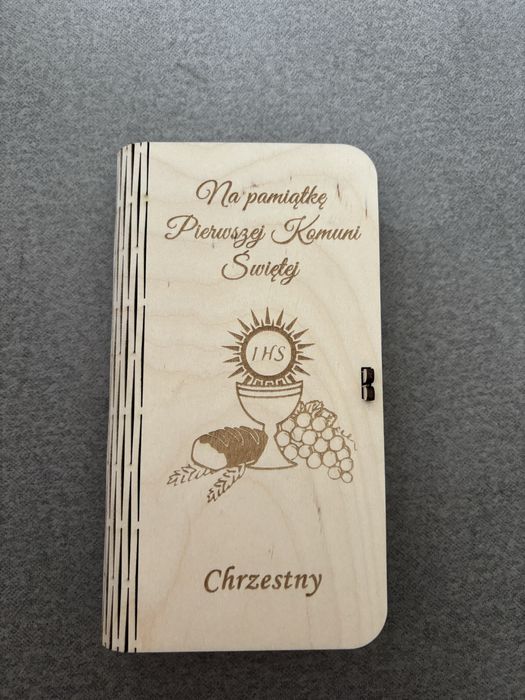 Na pamiątkę
Pierwszej Komuni
Świętej
IHS
Chrzestny